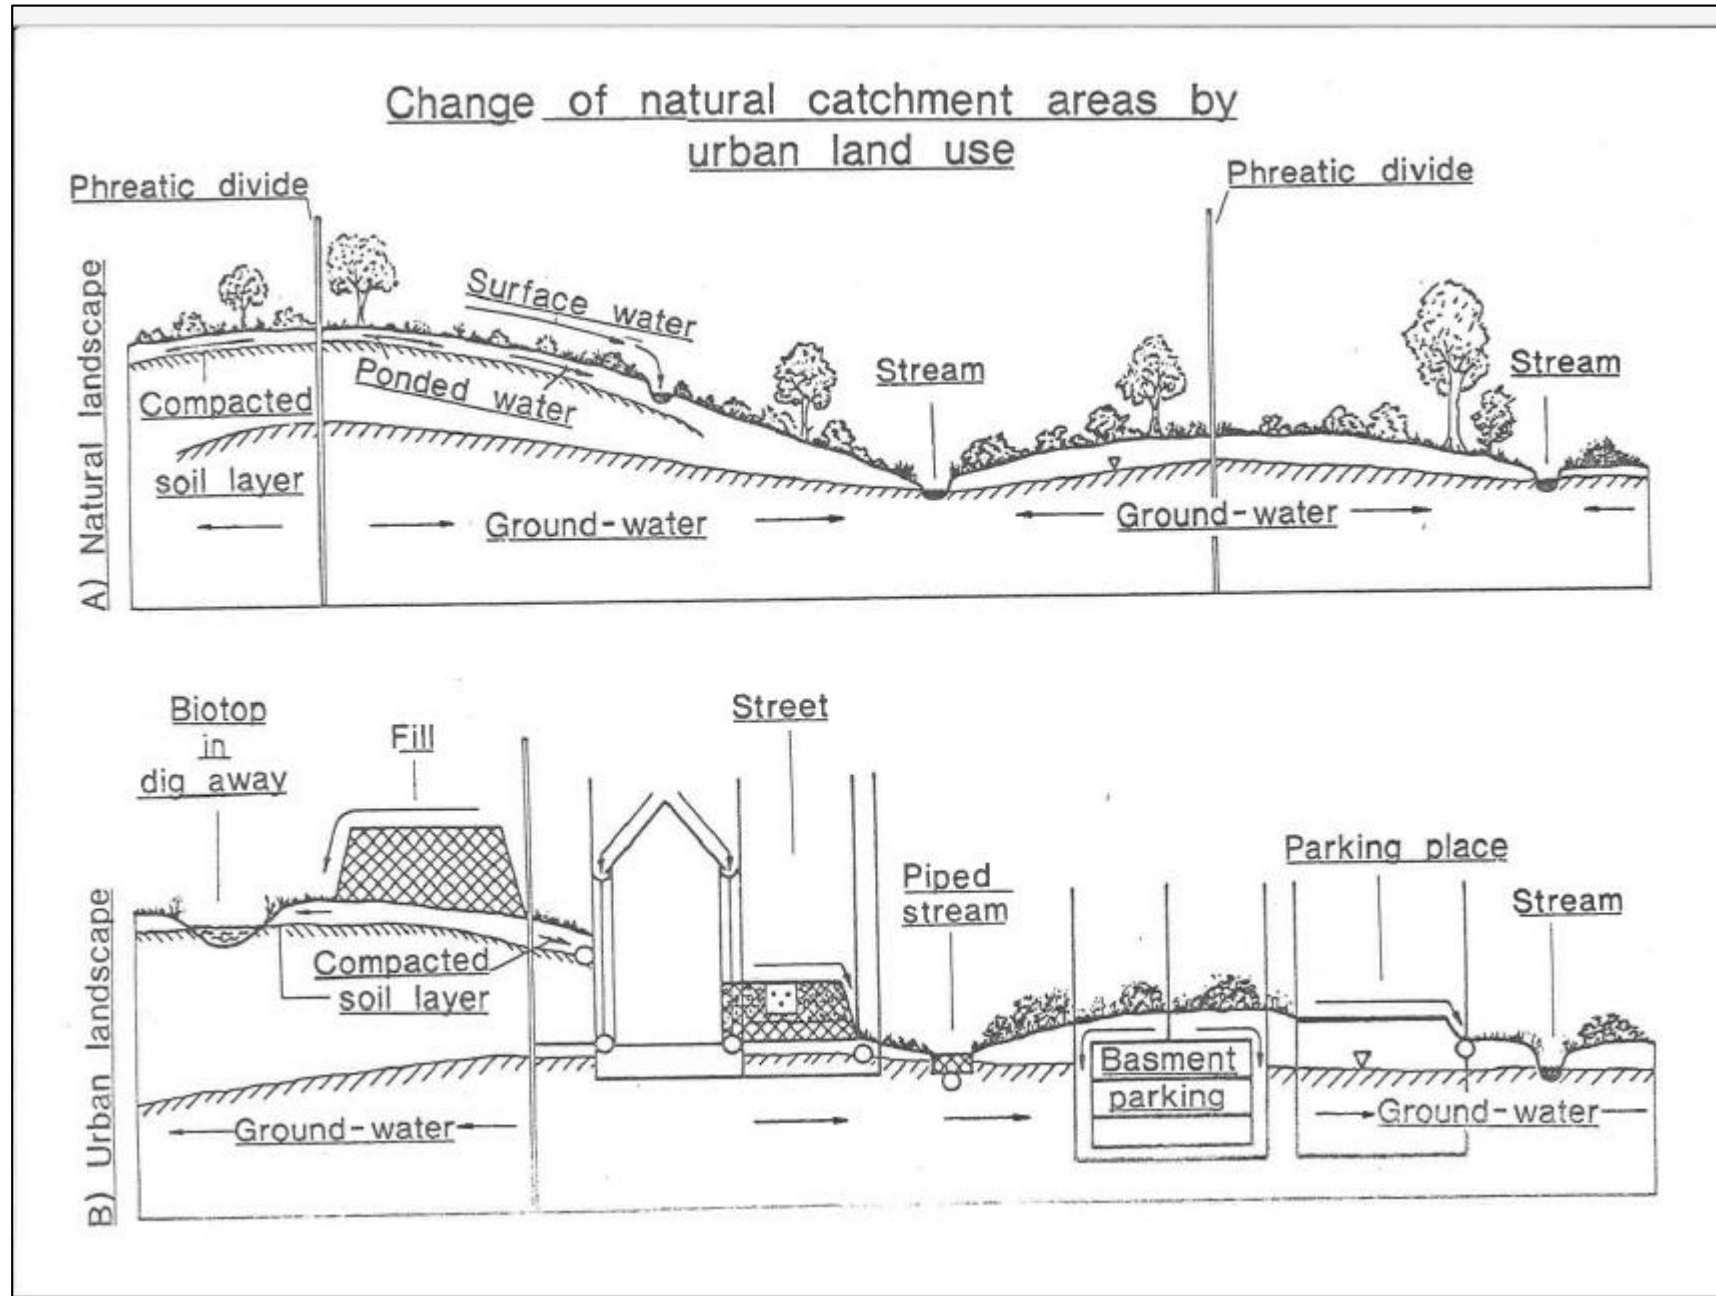 Change of natural catchment areas by
urban land use
Phreatic divide
Phreatic divide
A) Natural landscape
Surface water
Ponded water
Compacted
soil layer
Stream
Stream
Ground-water
Ground-water
B) Urban landscape
Biotop
in
dig away
Fill
Street
Compacted
soil layer
Piped
stream
Parking place
Stream
Basment
parking
Ground-water
Ground-water